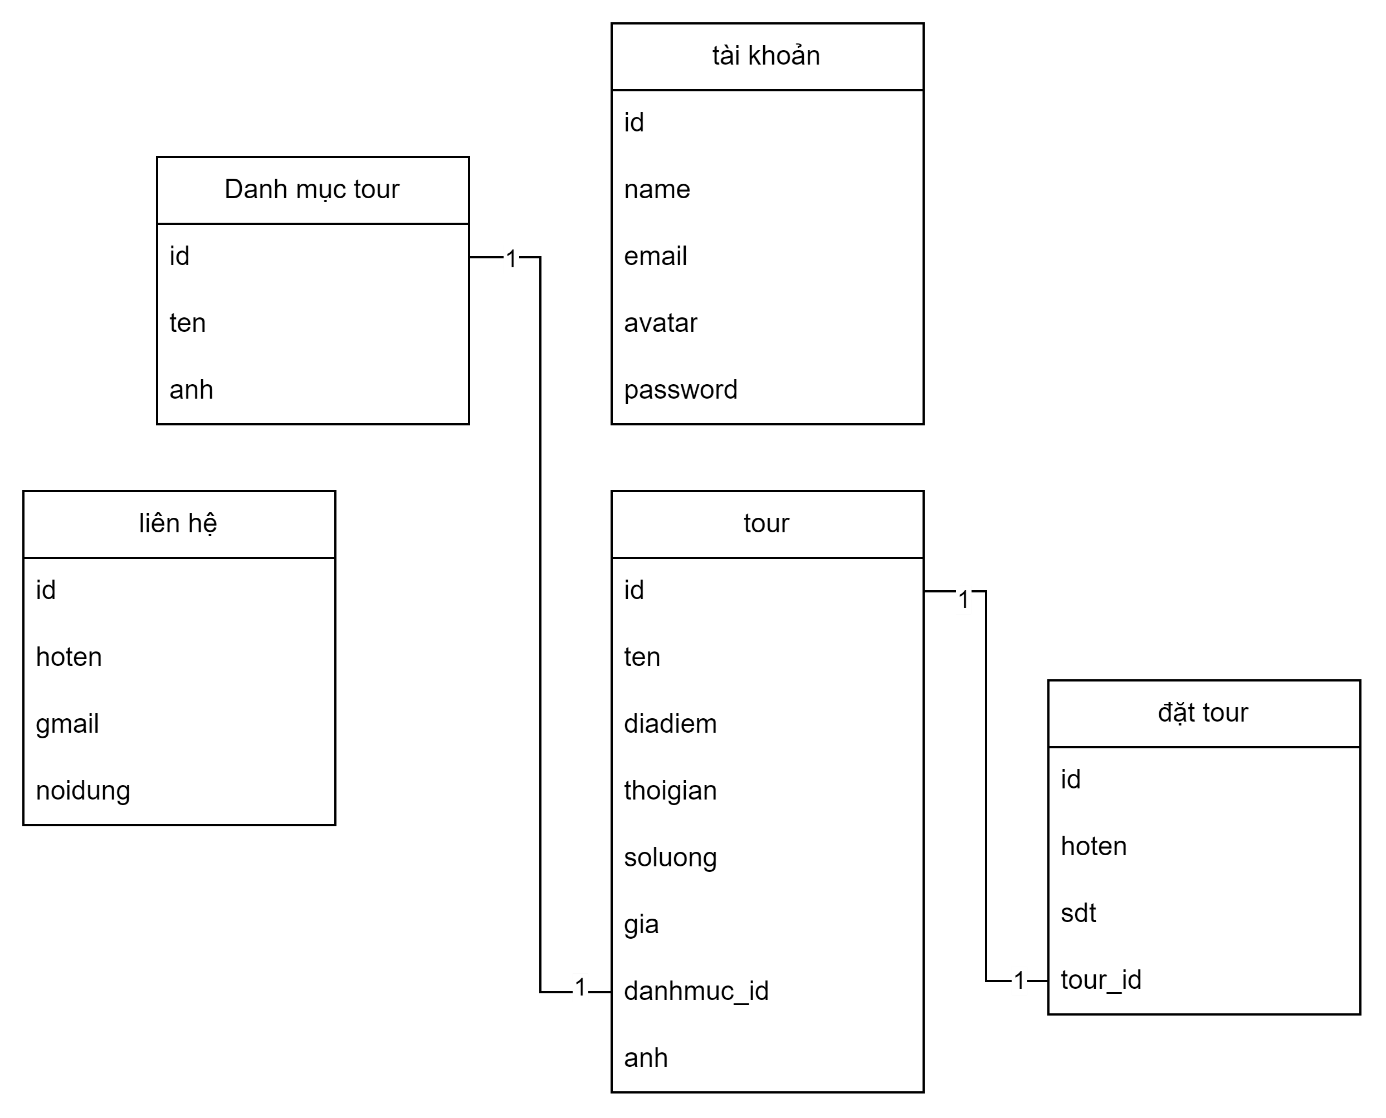 tài khoản
id
name
email
avatar
password
Danh mục tour
id
ten
anh
1
1
liên hệ
id
hoten
gmail
noidung
tour
id
ten
diadiem
thoigian
soluong
gia
danhmuc_id
anh
1
1
đặt tour
id
hoten
sdt
tour_id